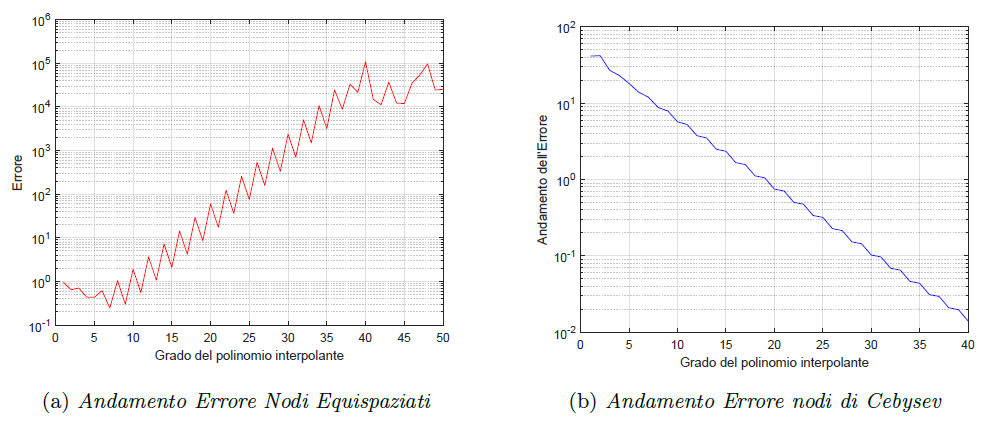 10^6
10^5
10^4
10^3
10^2
10^1
10^0
10^-1
0 5 10 15 20 25 30 35 40 45 50
Errore
Grado del polinomio interpolante
(a) Andamento Errore Nodi Equispaziati
10^2
10^1
10^0
10^-1
10^-2
0 5 10 15 20 25 30 35 40
Andamento dell'Errore
Grado del polinomio interpolante
(b) Andamento Errore nodi di Cebysev